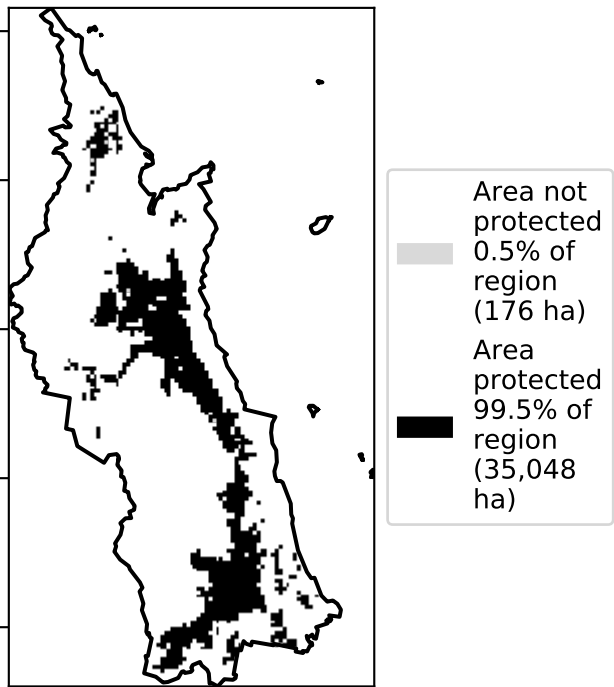 Area not
protected
0.5% of
region
(176 ha)
Area
protected
99.5% of
region
(35,048
ha)